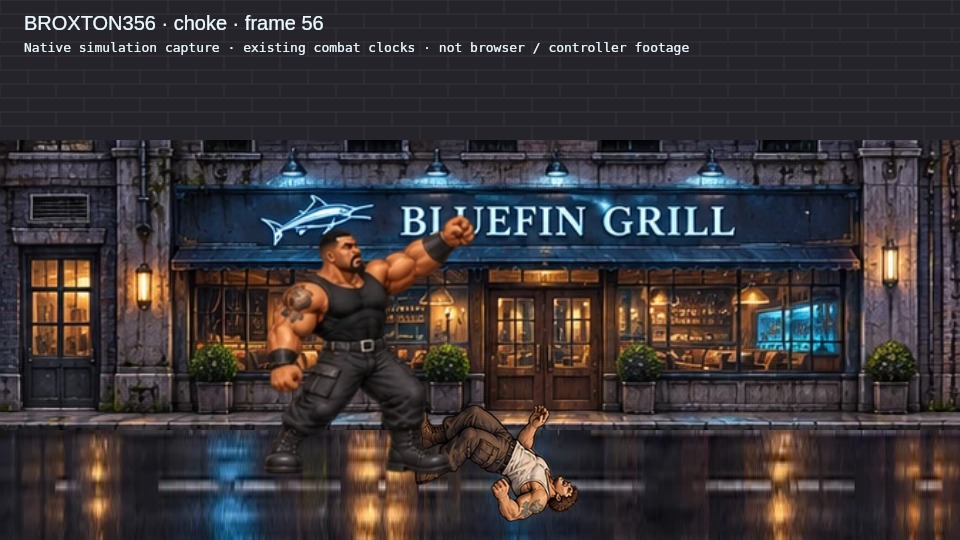 BROXTON356 · choke · frame 56
Native simulation capture · existing combat clocks · not browser / controller footage
BLUEFIN GRILL